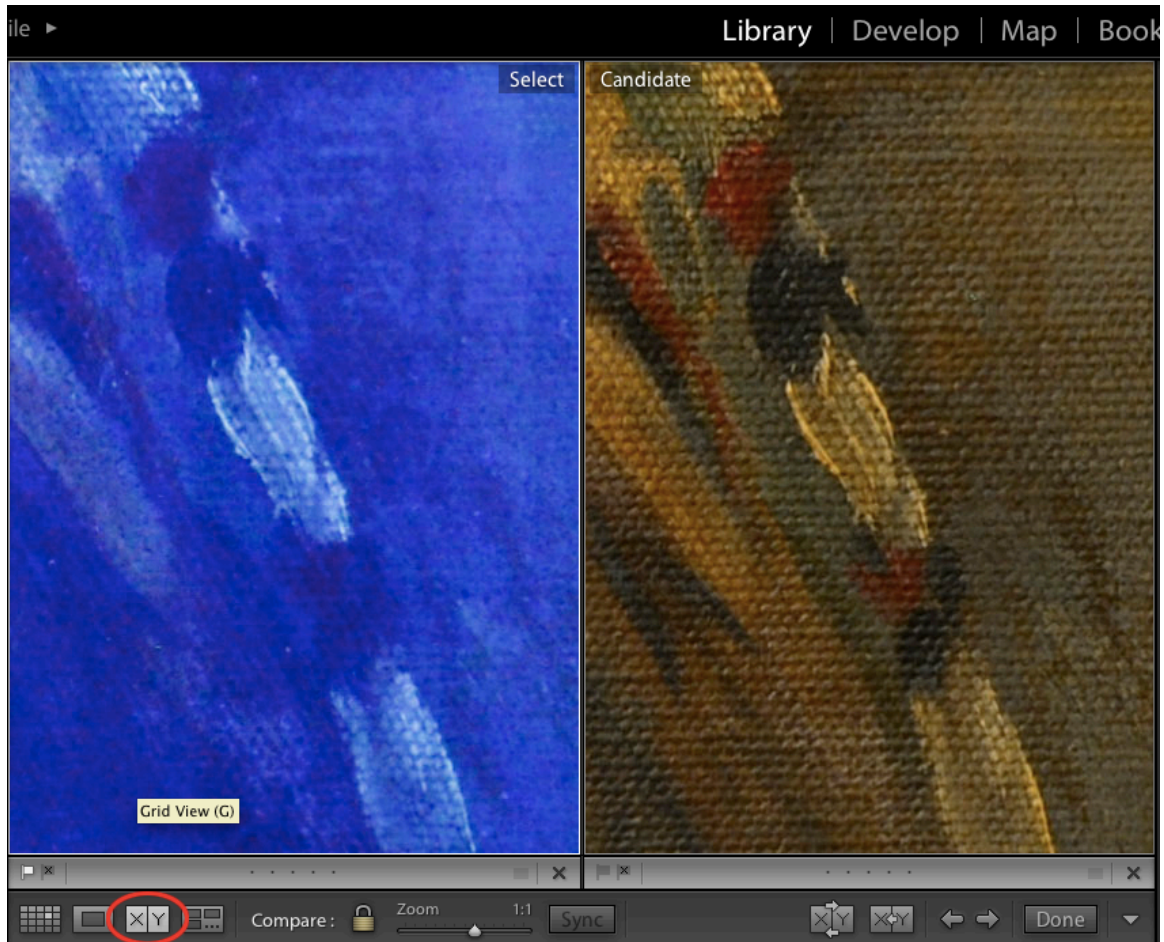 ile ▸
Library | Develop | Map | Book
Select
Candidate
Grid View (G)
X Y Compare : Zoom 1:1 Sync X Y X Y Done